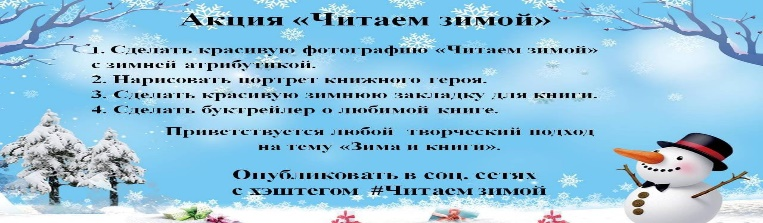 Акция «Читаем зимой»
1. Сделать красивую фотографию «Читаем зимой»
с зимней атрибутикой.
2. Нарисовать портрет книжного героя.
3. Сделать красивую зимнюю закладку для книги.
4. Сделать буктрейлер о любимой книге.
Приветствуется любой творческий подход
на тему «Зима и книги».
Опубликовать в соц. сетях
с хэштегом #Читаем зимой